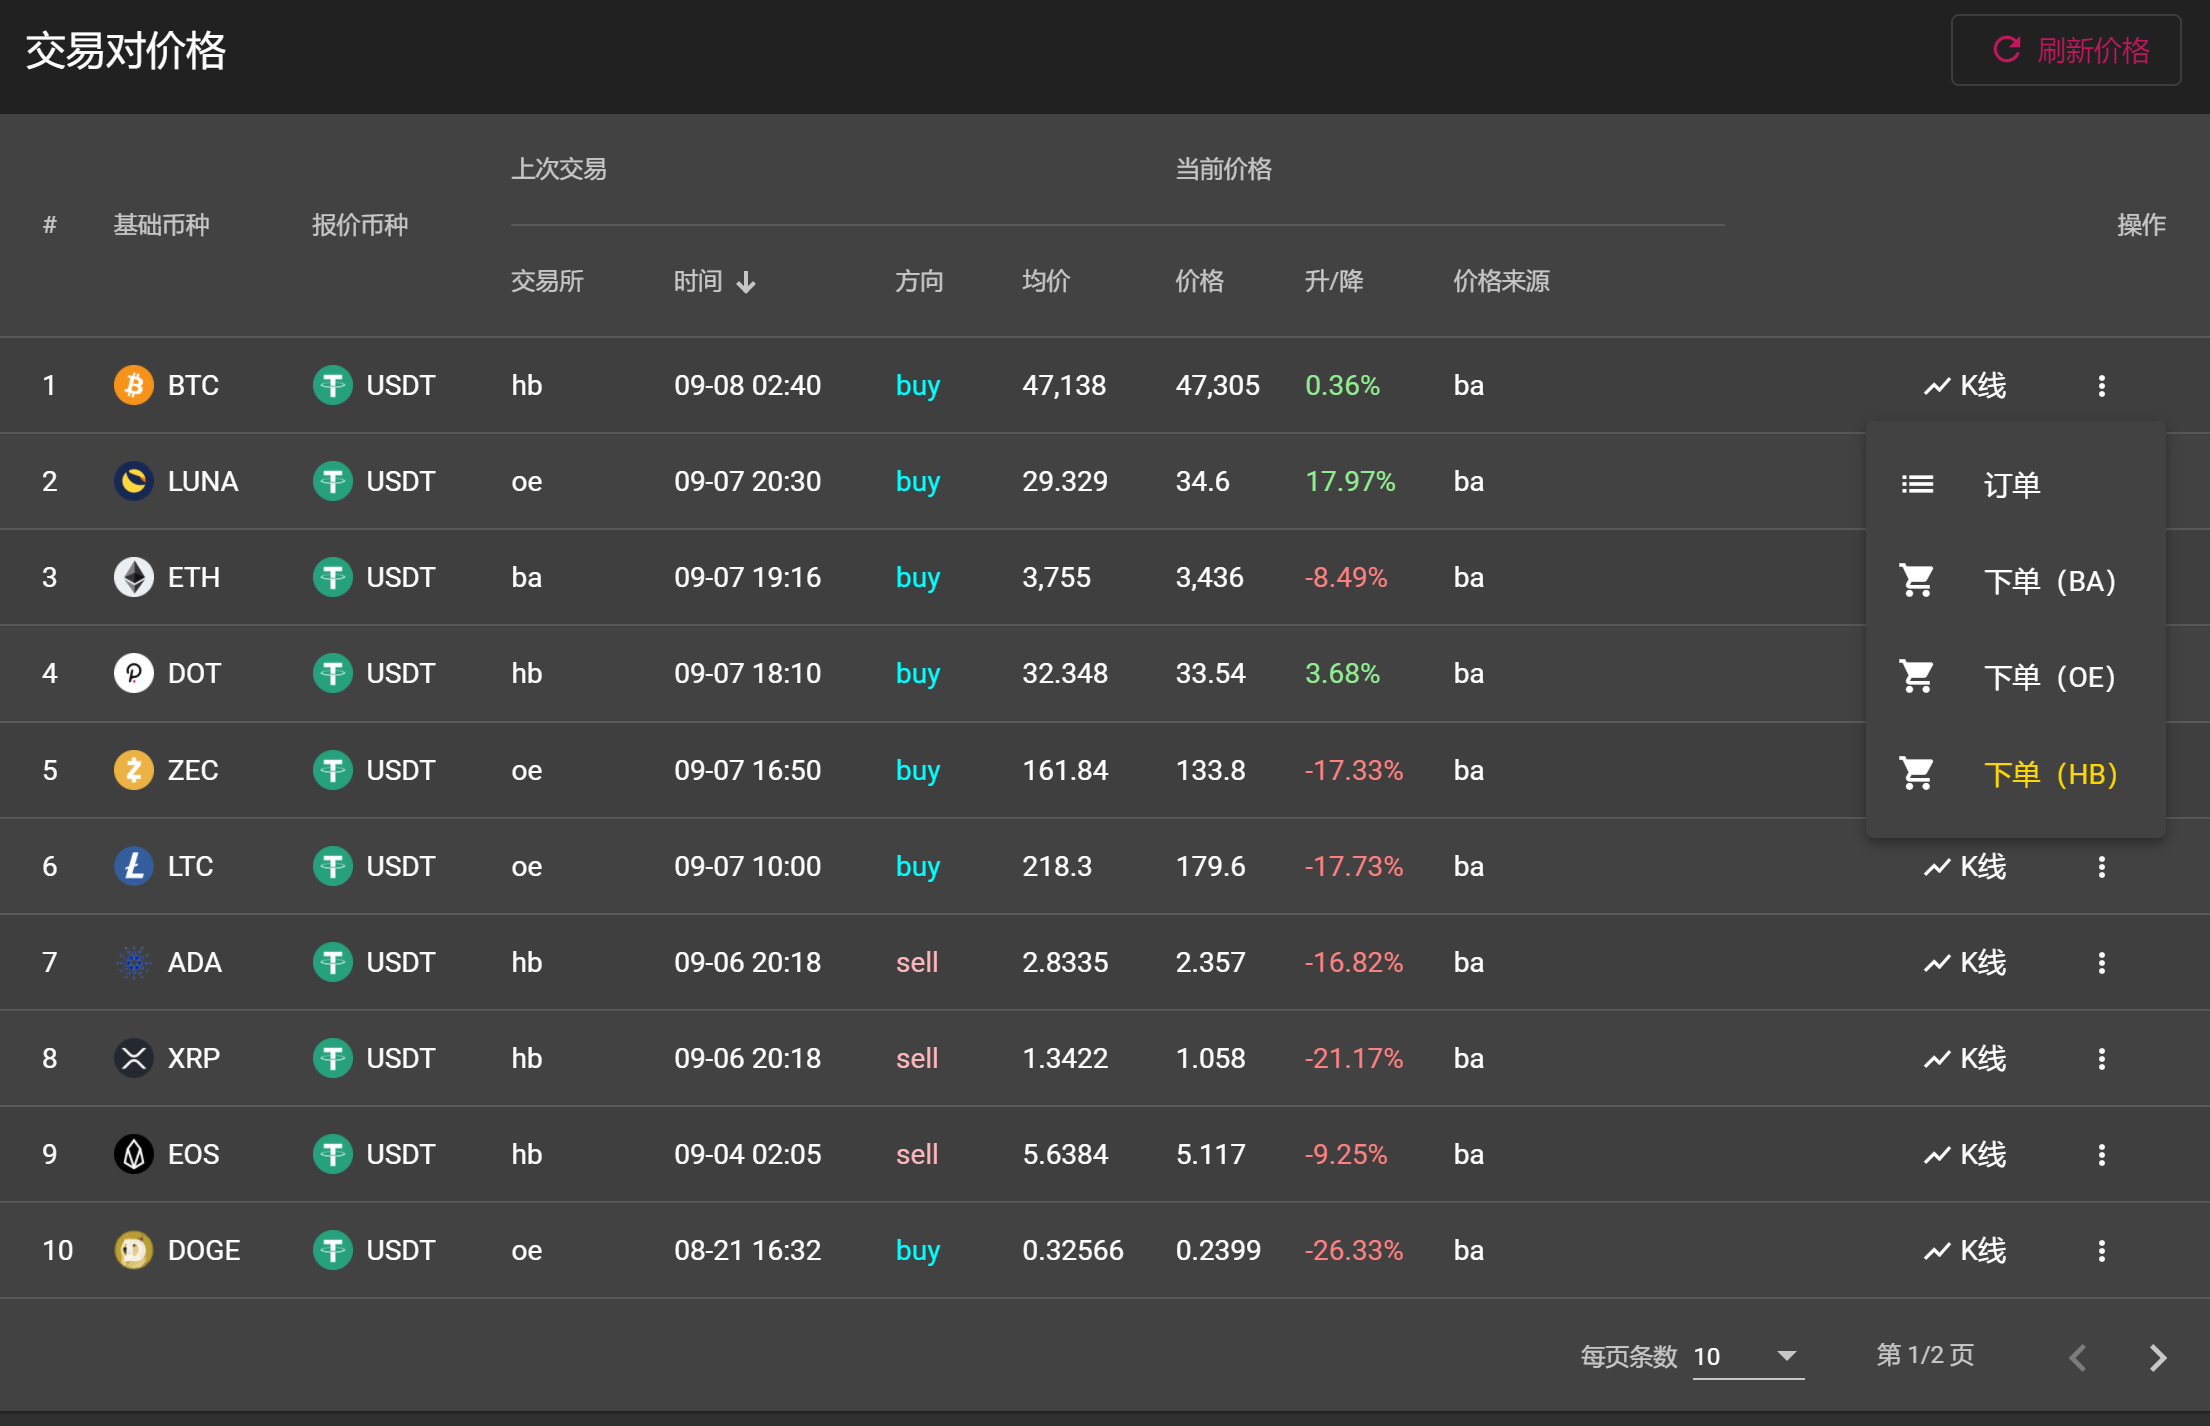 交易对价格
刷新价格
上次交易 当前价格
# 基础币种 报价币种 操作
交易所 时间 方向 均价 价格 升/降 价格来源
1 BTC USDT hb 09-08 02:40 buy 47,138 47,305 0.36% ba K线
2 LUNA USDT oe 09-07 20:30 buy 29.329 34.6 17.97% ba
订单
3 ETH USDT ba 09-07 19:16 buy 3,755 3,436 -8.49% ba
下单（BA）
4 DOT USDT hb 09-07 18:10 buy 32.348 33.54 3.68% ba
下单（OE）
5 ZEC USDT oe 09-07 16:50 buy 161.84 133.8 -17.33% ba
下单（HB）
6 LTC USDT oe 09-07 10:00 buy 218.3 179.6 -17.73% ba K线
7 ADA USDT hb 09-06 20:18 sell 2.8335 2.357 -16.82% ba K线
8 XRP USDT hb 09-06 20:18 sell 1.3422 1.058 -21.17% ba K线
9 EOS USDT hb 09-04 02:05 sell 5.6384 5.117 -9.25% ba K线
10 DOGE USDT oe 08-21 16:32 buy 0.32566 0.2399 -26.33% ba K线
每页条数 10 第 1/2 页